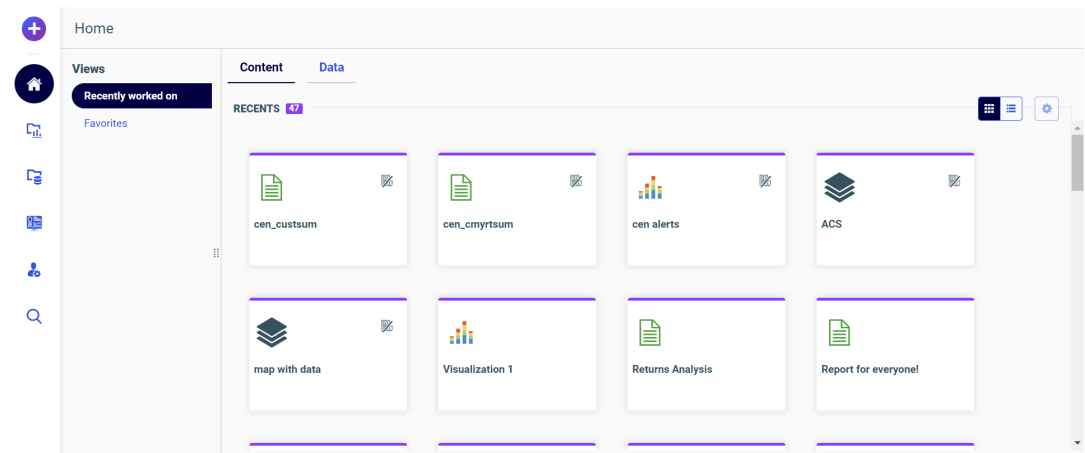 Home
Views
Recently worked on
Favorites
Content Data
RECENTS 47
cen_custsum
cen_cmyrtsum
cen alerts
ACS
map with data
Visualization 1
Returns Analysis
Report for everyone!